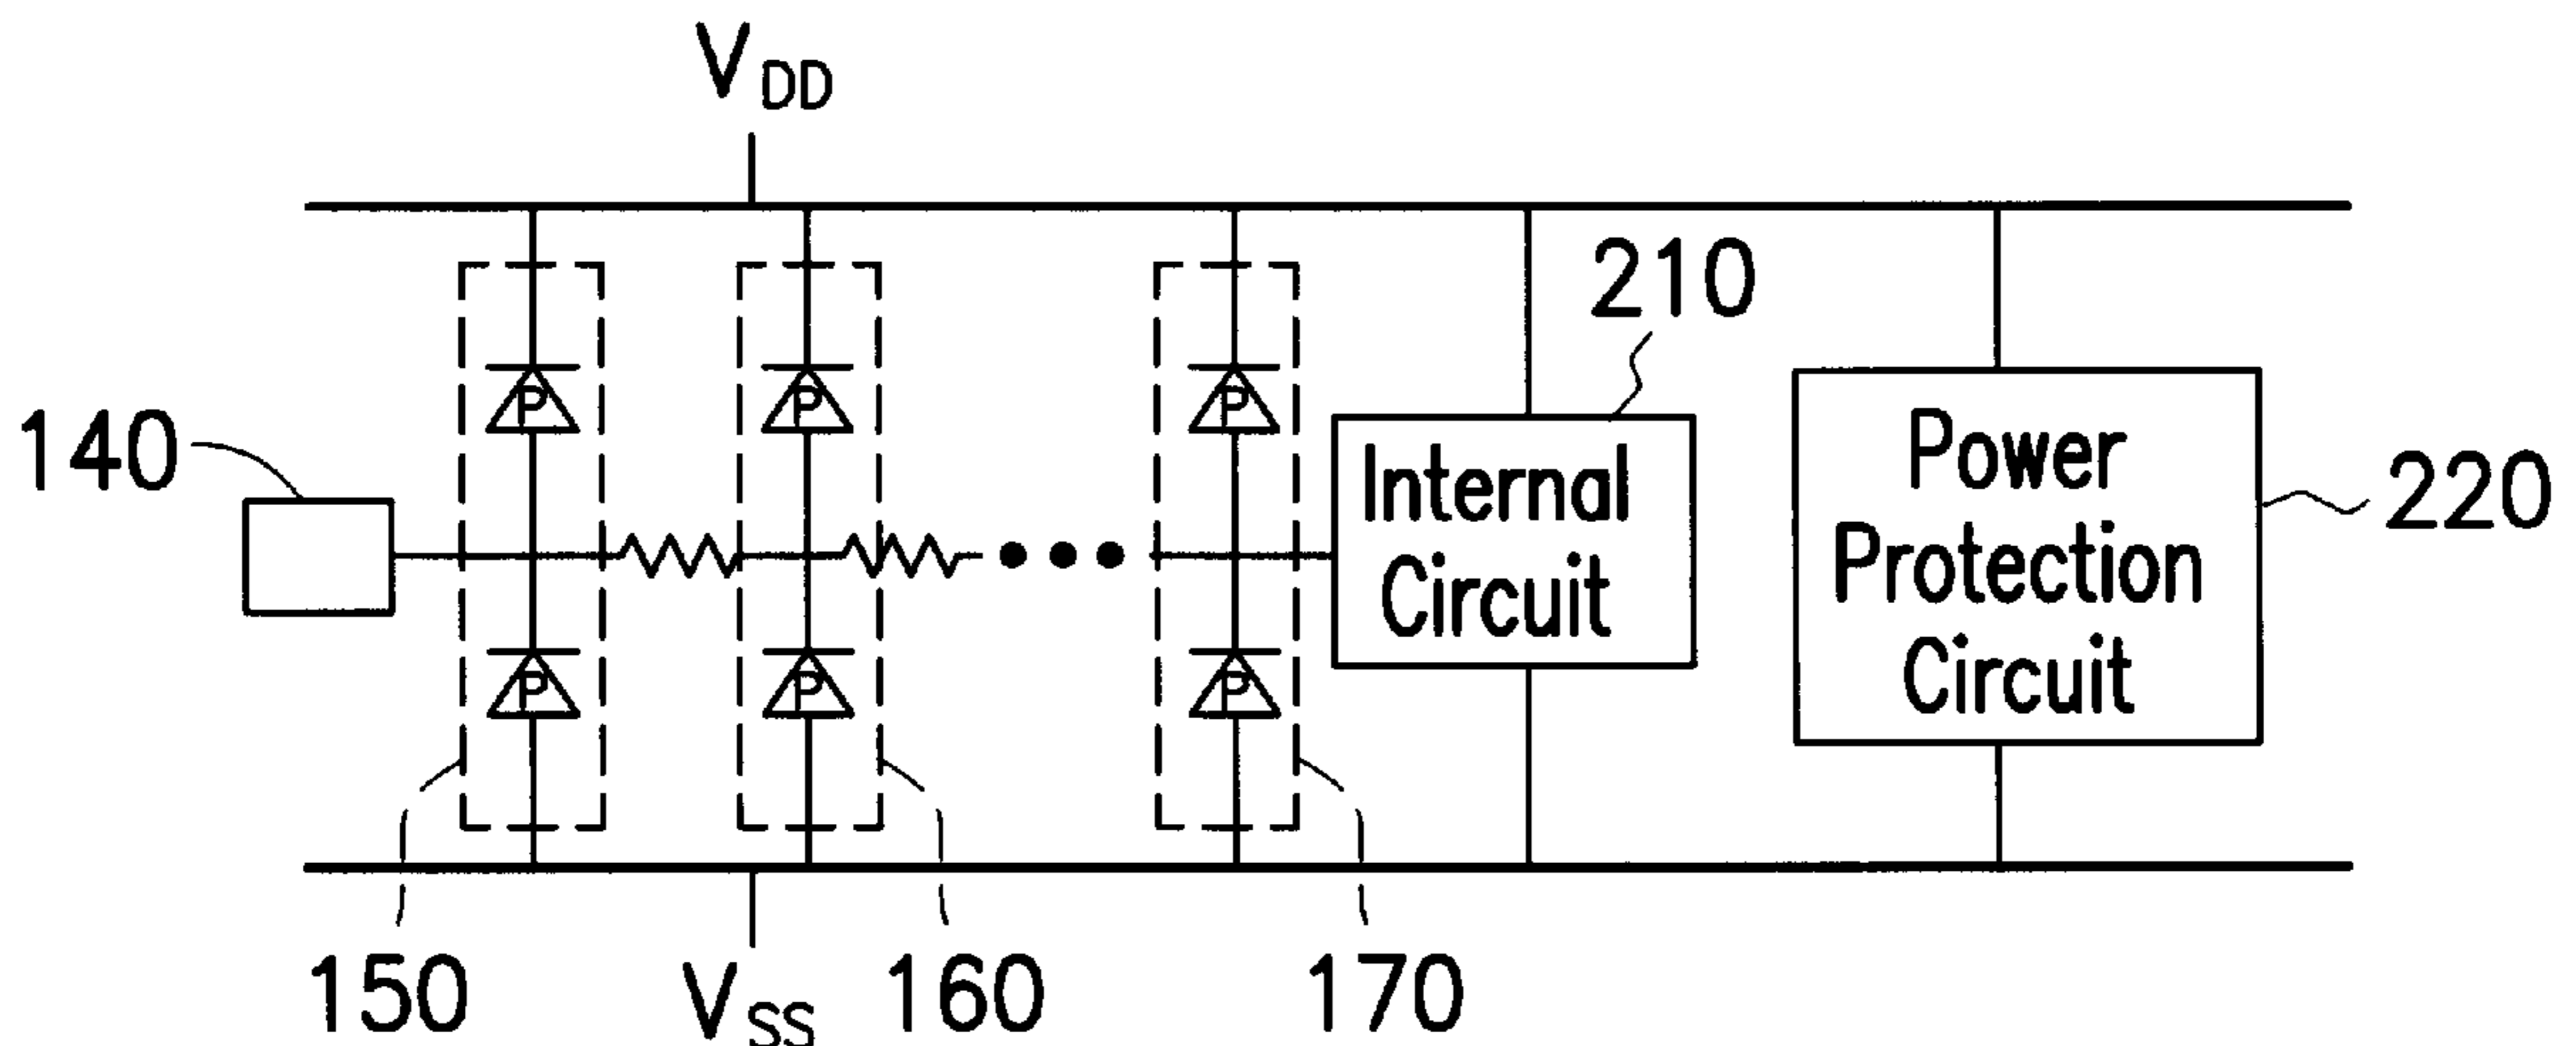 VDD
210
P P P
140
Internal
Circuit
Power
Protection
Circuit
220
P P P
150
VSS
160
170